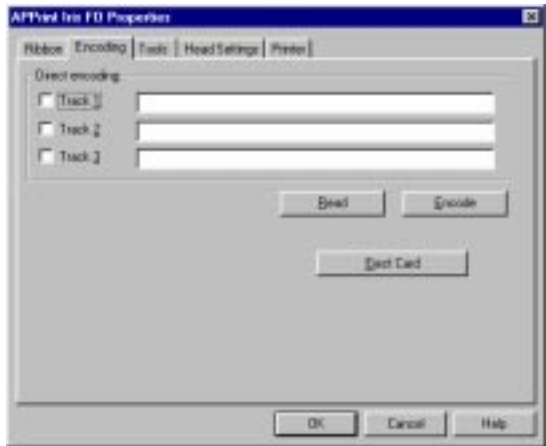 APPrint Iris FD Properties
Ribbon Encoding Tools Head Settings Printer
Direct encoding
Track 1
Track 2
Track 3
Read Encode
Eject Card
OK Cancel Help